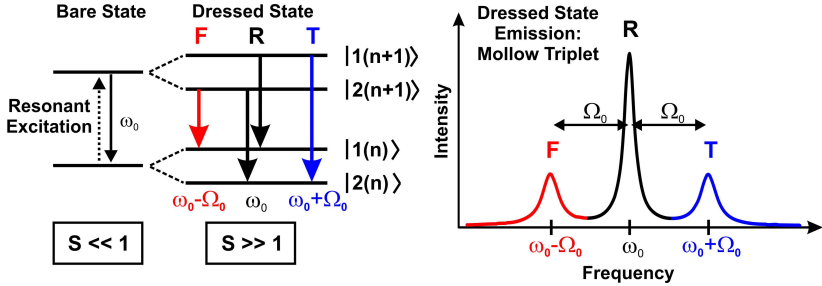 Bare State
Dressed State
F R T
|1(n+1)⟩
|2(n+1)⟩
Resonant
Excitation
ω₀
|1(n)⟩
|2(n)⟩
ω₀-Ω₀ ω₀ ω₀+Ω₀
S << 1
S >> 1
Dressed State
Emission:
Mollow Triplet
R
Intensity
Ω₀ Ω₀
F T
ω₀-Ω₀ ω₀ ω₀+Ω₀
Frequency